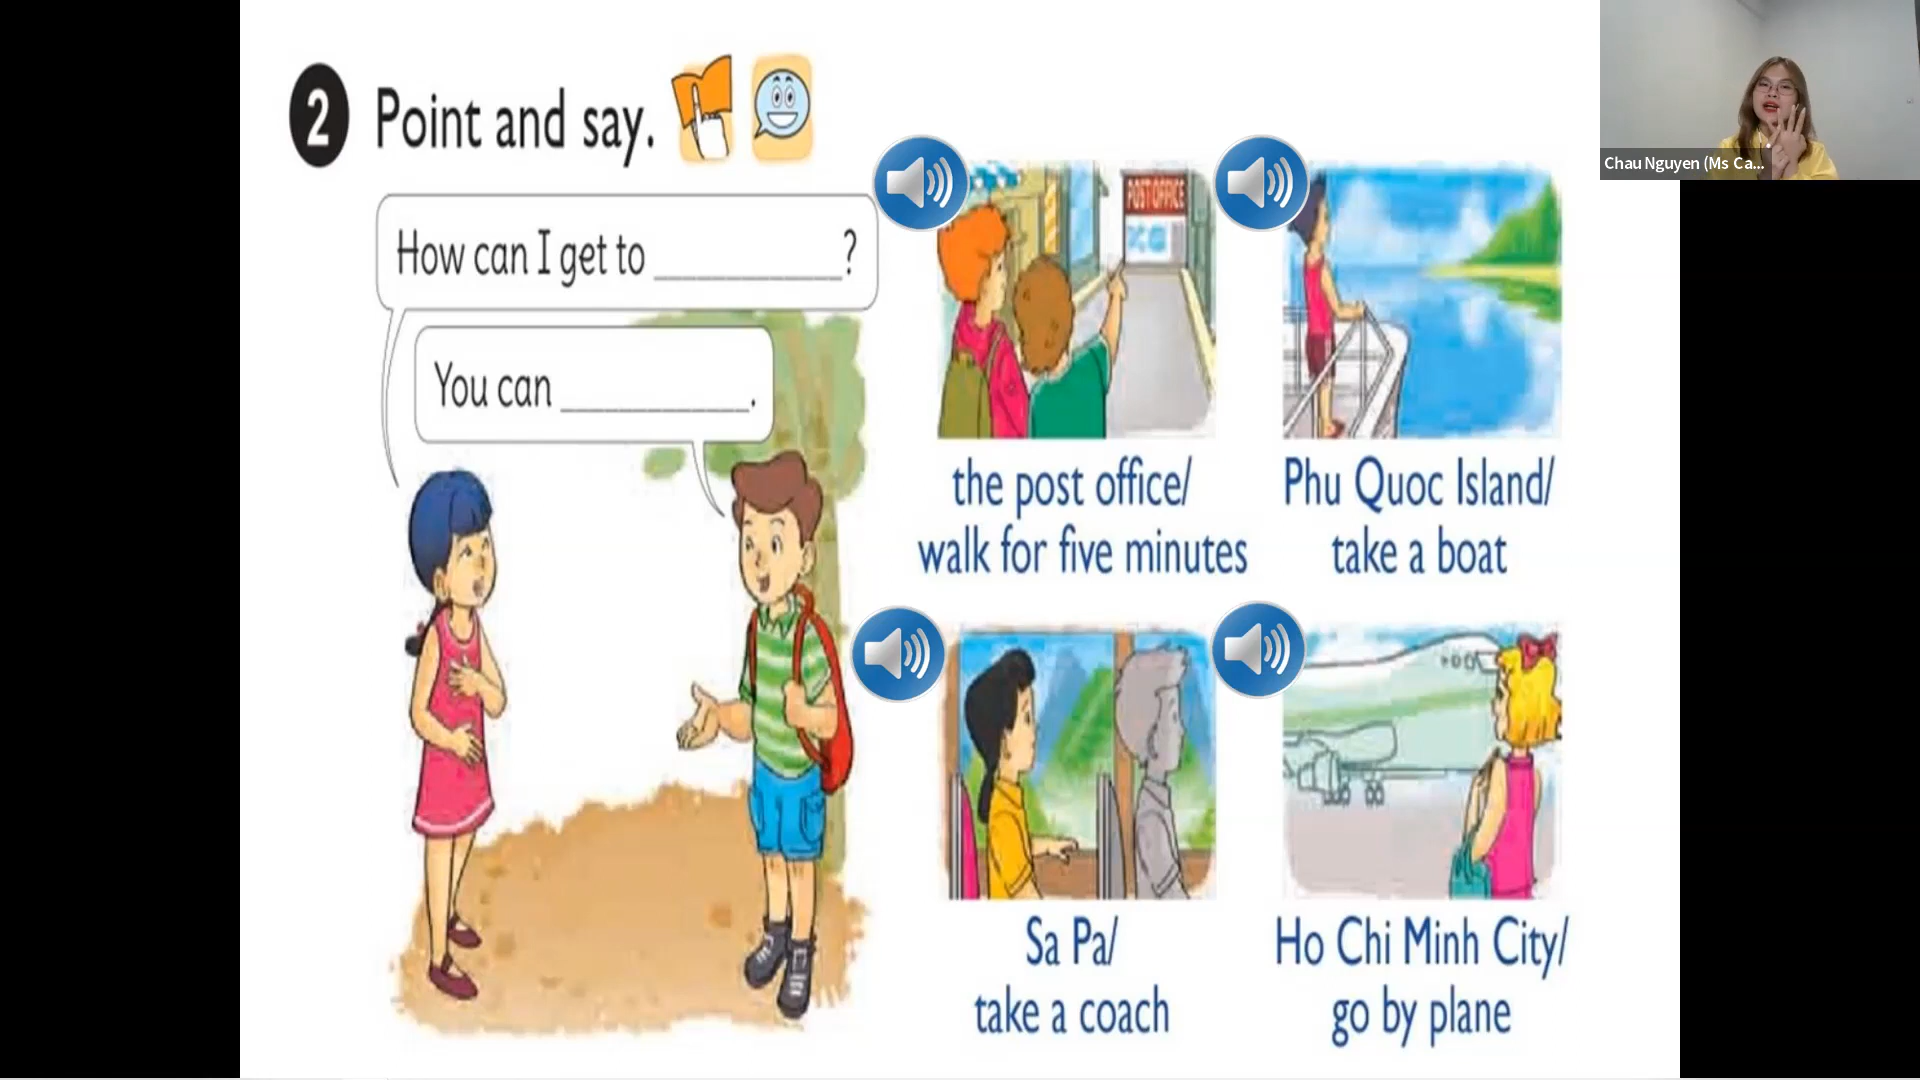 2 Point and say.
How can I get to __________?
You can __________.
POST OFFICE
the post office/
walk for five minutes
Phu Quoc Island/
take a boat
Sa Pa/
take a coach
Ho Chi Minh City/
go by plane
Chau Nguyen (Ms Ca...